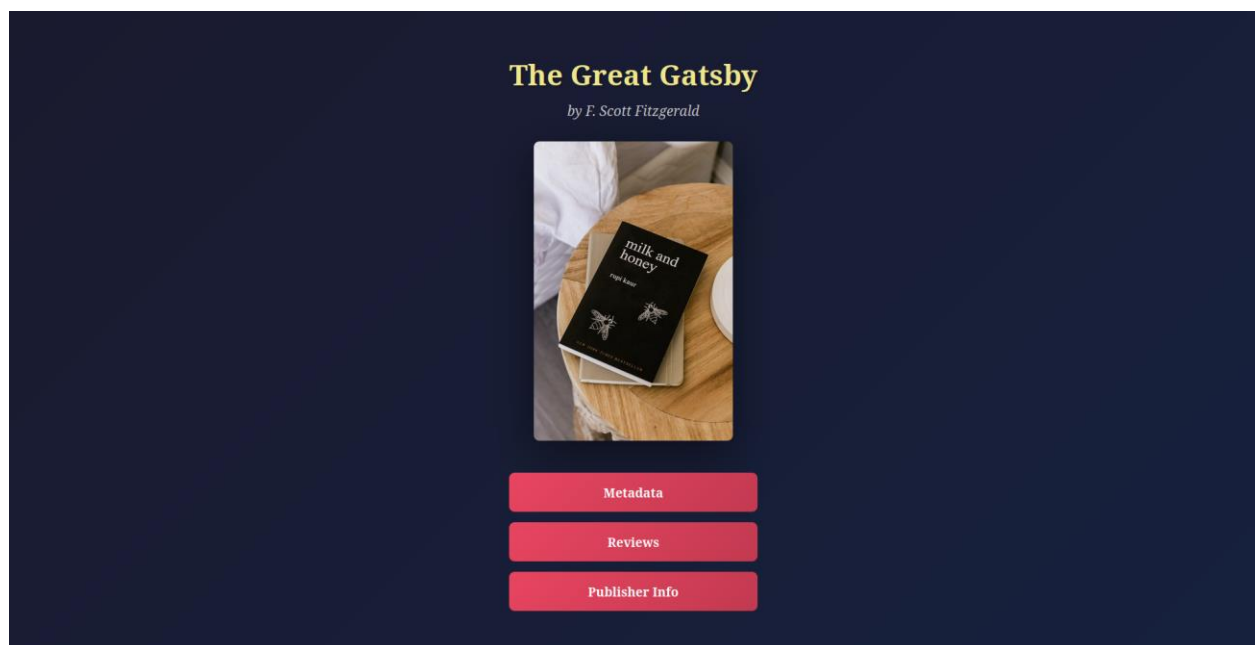 The Great Gatsby
by F. Scott Fitzgerald
milk and
honey
rupi kaur
Metadata
Reviews
Publisher Info